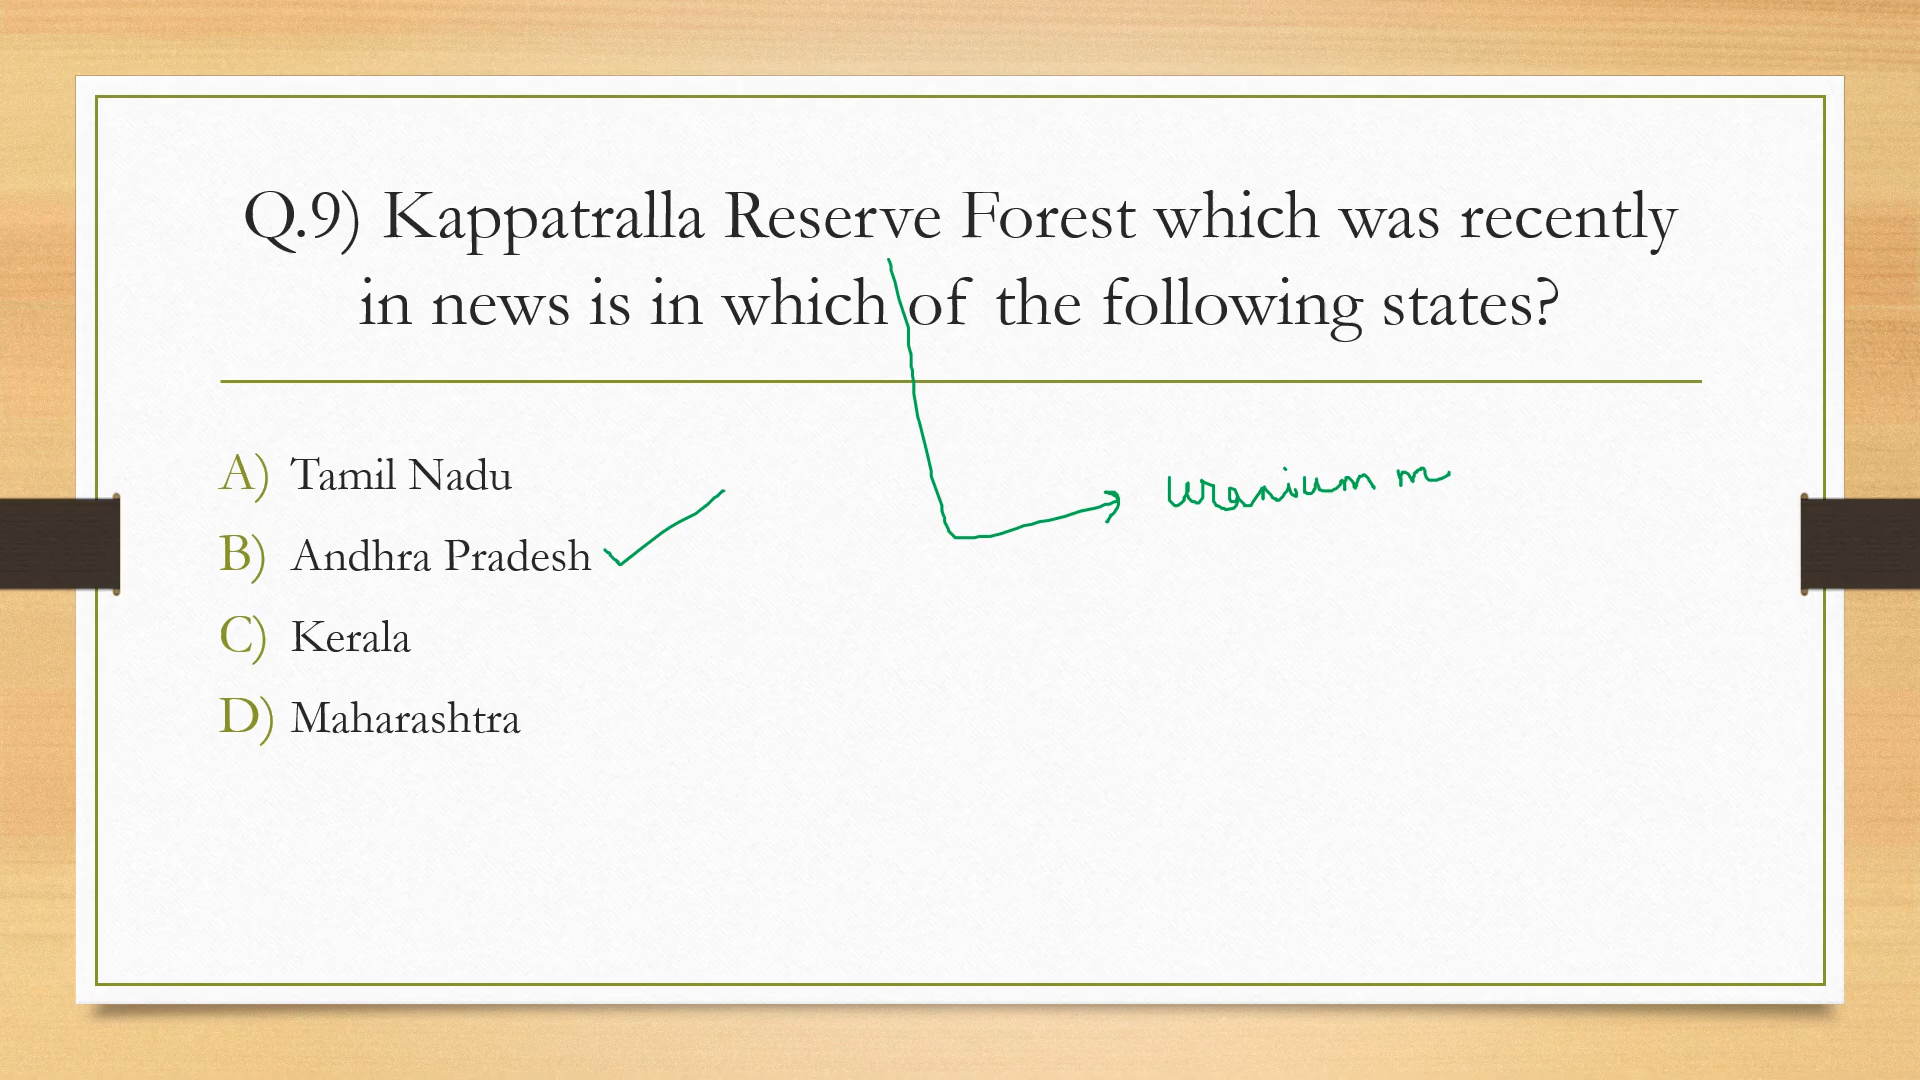 Q.9) Kappatralla Reserve Forest which was recently
in news is in which of the following states?
A) Tamil Nadu
B) Andhra Pradesh
C) Kerala
D) Maharashtra
uranium m